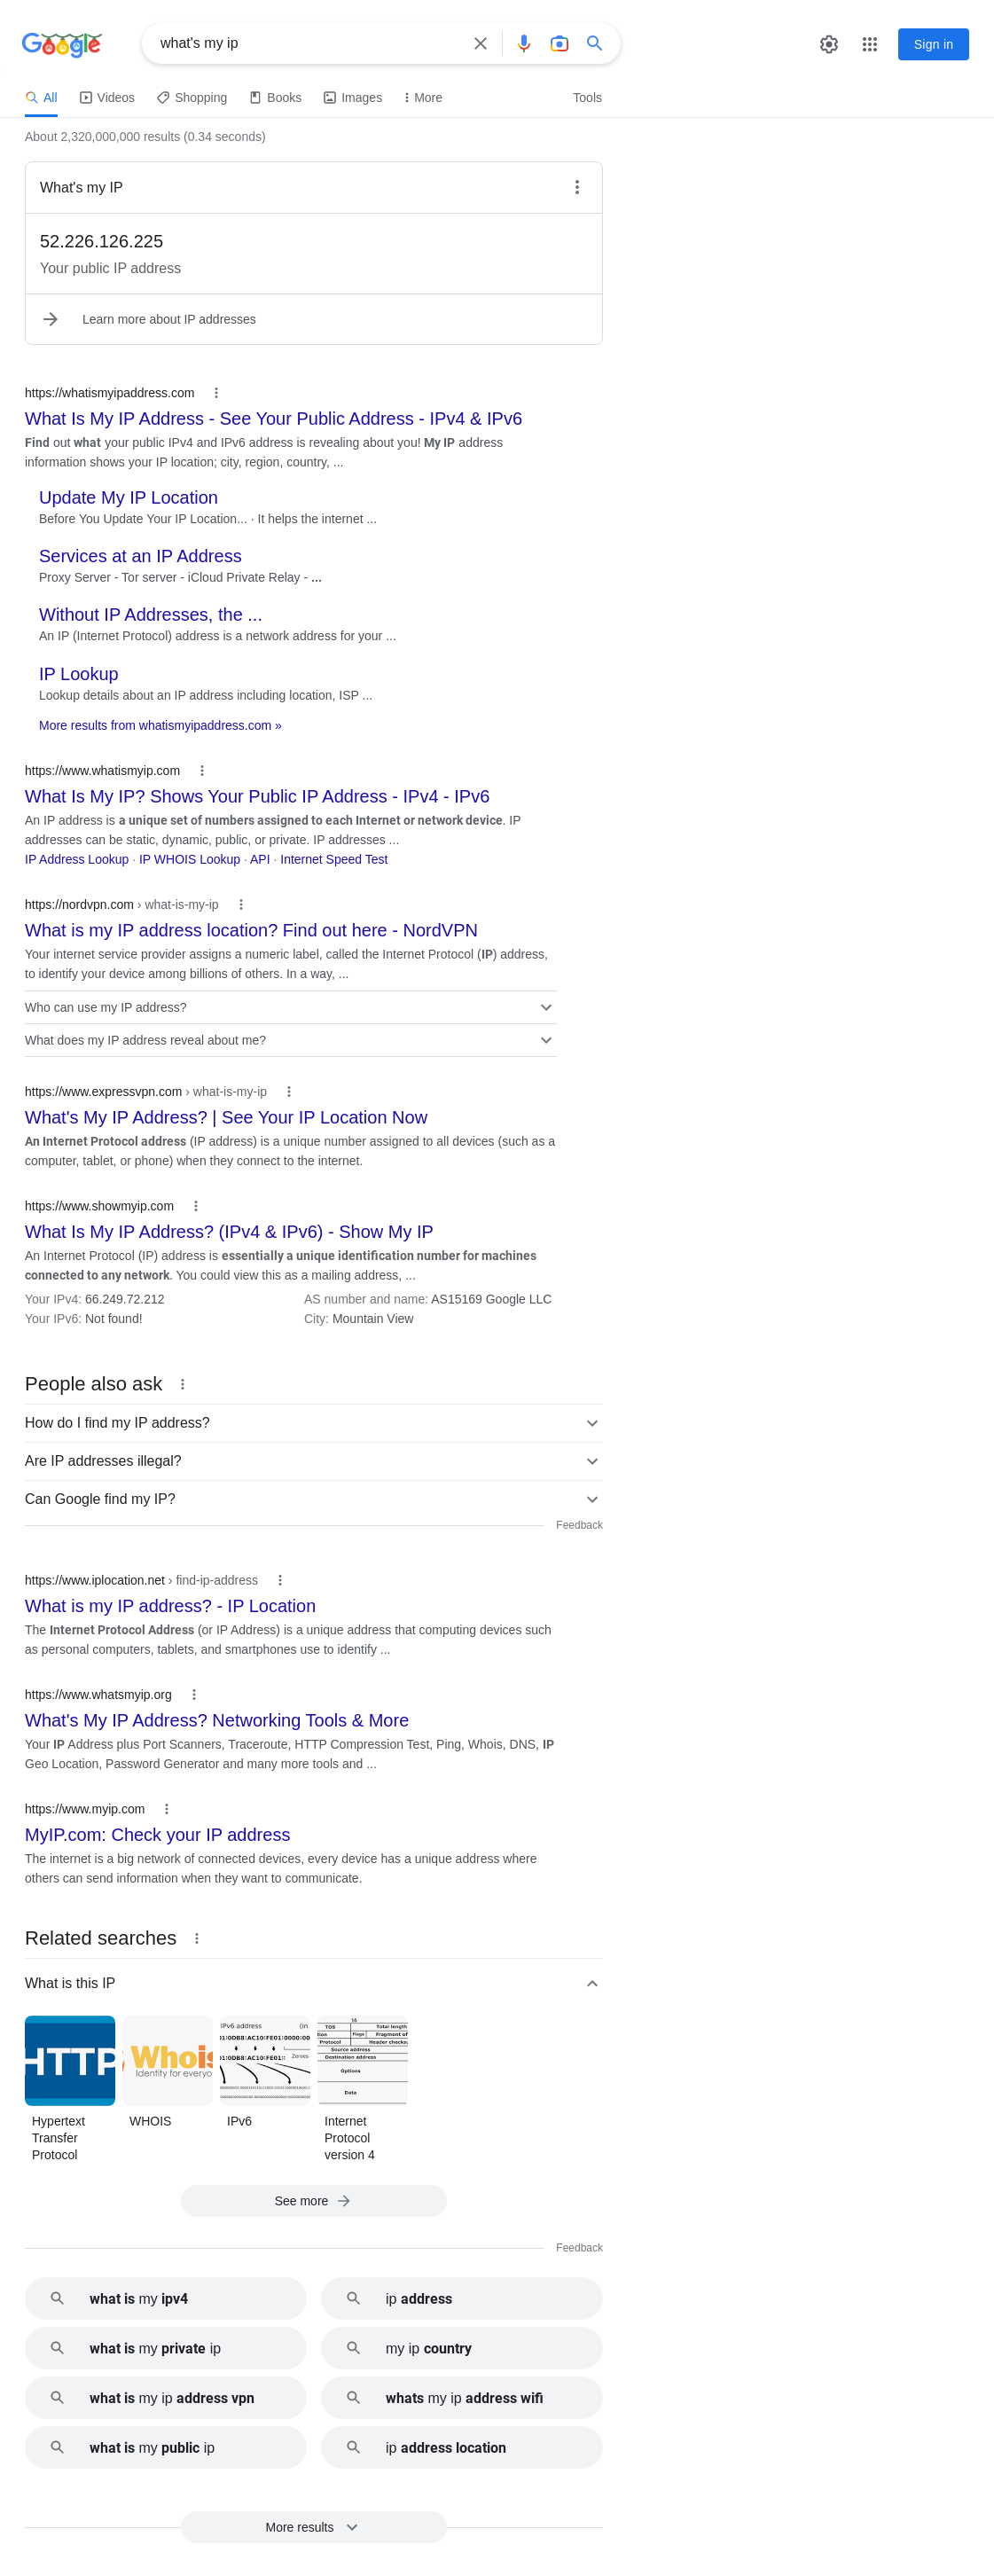 Google
what's my ip
Sign in
All
Videos
Shopping
Books
Images
More
Tools
About 2,320,000,000 results (0.34 seconds)
What's my IP
52.226.126.225
Your public IP address
Learn more about IP addresses
https://whatismyipaddress.com
What Is My IP Address - See Your Public Address - IPv4 & IPv6
Find out what your public IPv4 and IPv6 address is revealing about you! My IP address
information shows your IP location; city, region, country, ...
Update My IP Location
Before You Update Your IP Location... · It helps the internet ...
Services at an IP Address
Proxy Server - Tor server - iCloud Private Relay - ...
Without IP Addresses, the ...
An IP (Internet Protocol) address is a network address for your ...
IP Lookup
Lookup details about an IP address including location, ISP ...
More results from whatismyipaddress.com »
https://www.whatismyip.com
What Is My IP? Shows Your Public IP Address - IPv4 - IPv6
An IP address is a unique set of numbers assigned to each Internet or network device. IP
addresses can be static, dynamic, public, or private. IP addresses ...
IP Address Lookup · IP WHOIS Lookup · API · Internet Speed Test
https://nordvpn.com › what-is-my-ip
What is my IP address location? Find out here - NordVPN
Your internet service provider assigns a numeric label, called the Internet Protocol (IP) address,
to identify your device among billions of others. In a way, ...
Who can use my IP address?
What does my IP address reveal about me?
https://www.expressvpn.com › what-is-my-ip
What's My IP Address? | See Your IP Location Now
An Internet Protocol address (IP address) is a unique number assigned to all devices (such as a
computer, tablet, or phone) when they connect to the internet.
https://www.showmyip.com
What Is My IP Address? (IPv4 & IPv6) - Show My IP
An Internet Protocol (IP) address is essentially a unique identification number for machines
connected to any network. You could view this as a mailing address, ...
Your IPv4: 66.249.72.212
AS number and name: AS15169 Google LLC
Your IPv6: Not found!
City: Mountain View
People also ask
How do I find my IP address?
Are IP addresses illegal?
Can Google find my IP?
Feedback
https://www.iplocation.net › find-ip-address
What is my IP address? - IP Location
The Internet Protocol Address (or IP Address) is a unique address that computing devices such
as personal computers, tablets, and smartphones use to identify ...
https://www.whatsmyip.org
What's My IP Address? Networking Tools & More
Your IP Address plus Port Scanners, Traceroute, HTTP Compression Test, Ping, Whois, DNS, IP
Geo Location, Password Generator and many more tools and ...
https://www.myip.com
MyIP.com: Check your IP address
The internet is a big network of connected devices, every device has a unique address where
others can send information when they want to communicate.
Related searches
What is this IP
HTTP
Whois
Identity for everyo
IPv6 address (in
Zeroes
16
TOS Total length
Flags Fragment of
Protocol Header checksu
Source address
Destination address
Options
Data
Hypertext
Transfer
Protocol
WHOIS
IPv6
Internet
Protocol
version 4
See more
Feedback
what is my ipv4
ip address
what is my private ip
my ip country
what is my ip address vpn
whats my ip address wifi
what is my public ip
ip address location
More results